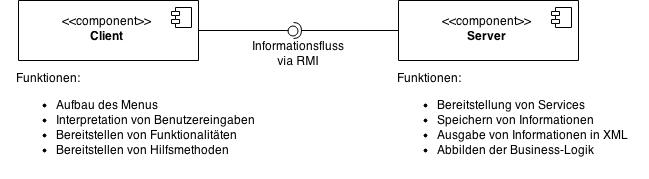 <<component>>
Client
Informationsfluss
via RMI
<<component>>
Server
Funktionen:
• Aufbau des Menus
• Interpretation von Benutzereingaben
• Bereitstellen von Funktionalitäten
• Bereitstellen von Hilfsmethoden
Funktionen:
• Bereitstellung von Services
• Speichern von Informationen
• Ausgabe von Informationen in XML
• Abbilden der Business-Logik